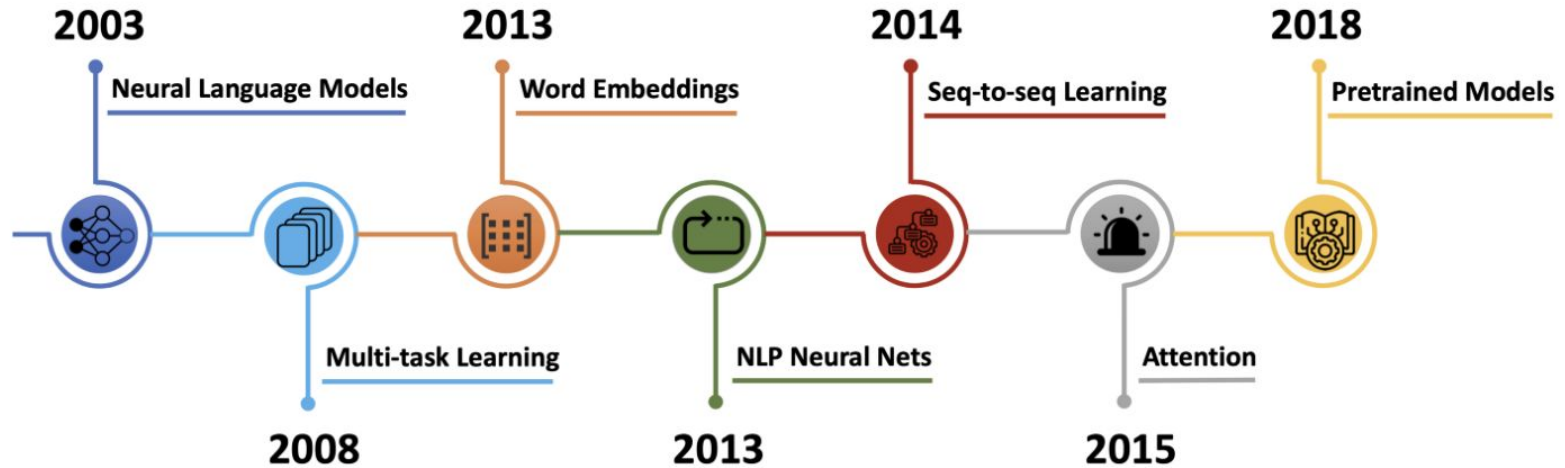 2003
Neural Language Models
2008
Multi-task Learning
2013
Word Embeddings
2013
NLP Neural Nets
2014
Seq-to-seq Learning
2015
Attention
2018
Pretrained Models